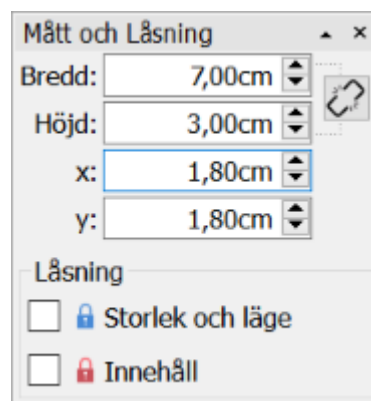 Mått och Låsning
Bredd: 7,00cm
Höjd: 3,00cm
x: 1,80cm
y: 1,80cm
Låsning
Storlek och läge
Innehåll